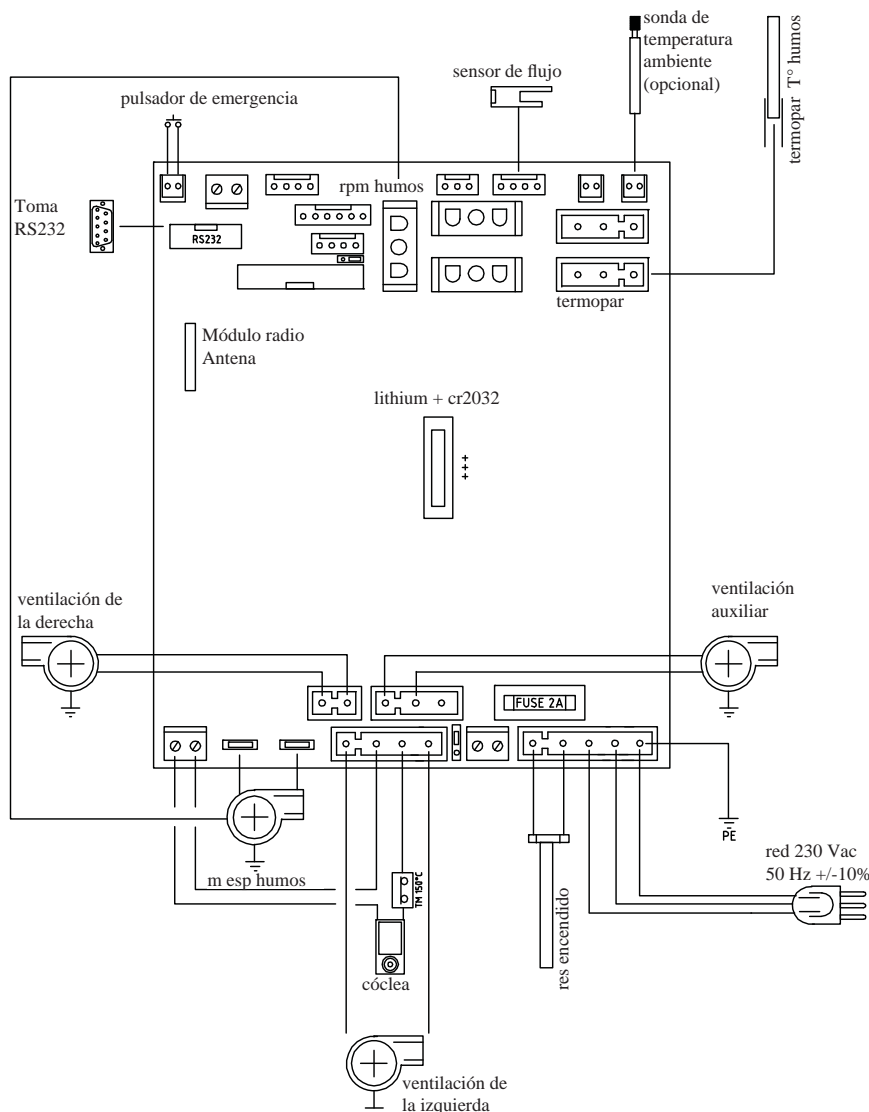 sonda de
temperatura
ambiente
(opcional)
termopar  T° humos
sensor de flujo
pulsador de emergencia
rpm humos
Toma
RS232
RS232
termopar
Módulo radio
Antena
lithium + cr2032
+++
ventilación de
la derecha
ventilación
auxiliar
FUSE 2A
PE
red 230 Vac
50 Hz +/-10%
m esp humos
TM 150°C
res encendido
cóclea
ventilación de
la izquierda